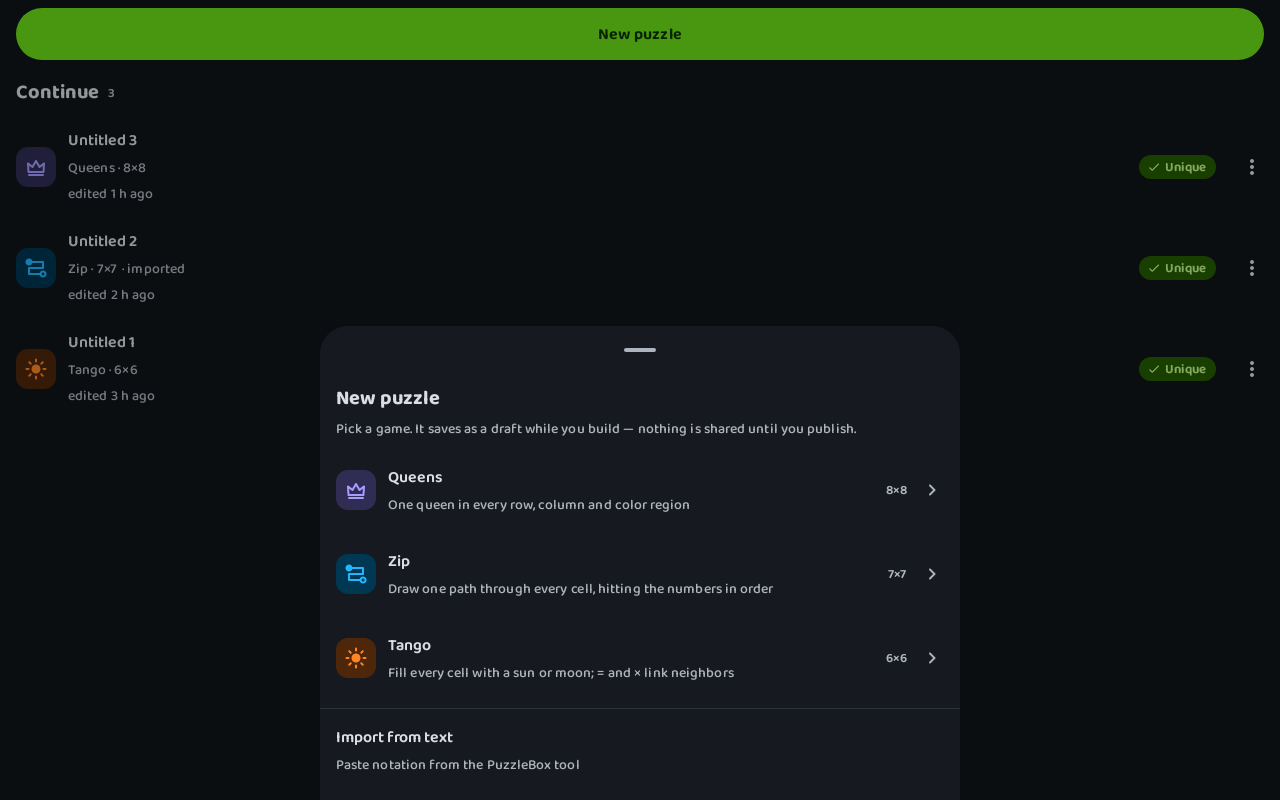 New puzzle
Continue 3
Untitled 3
Queens · 8×8
edited 1 h ago
Unique
Untitled 2
Zip · 7×7 · imported
edited 2 h ago
Unique
Untitled 1
Tango · 6×6
edited 3 h ago
Unique
New puzzle
Pick a game. It saves as a draft while you build — nothing is shared until you publish.
Queens
One queen in every row, column and color region
8×8
Zip
Draw one path through every cell, hitting the numbers in order
7×7
Tango
Fill every cell with a sun or moon; = and × link neighbors
6×6
Import from text
Paste notation from the PuzzleBox tool